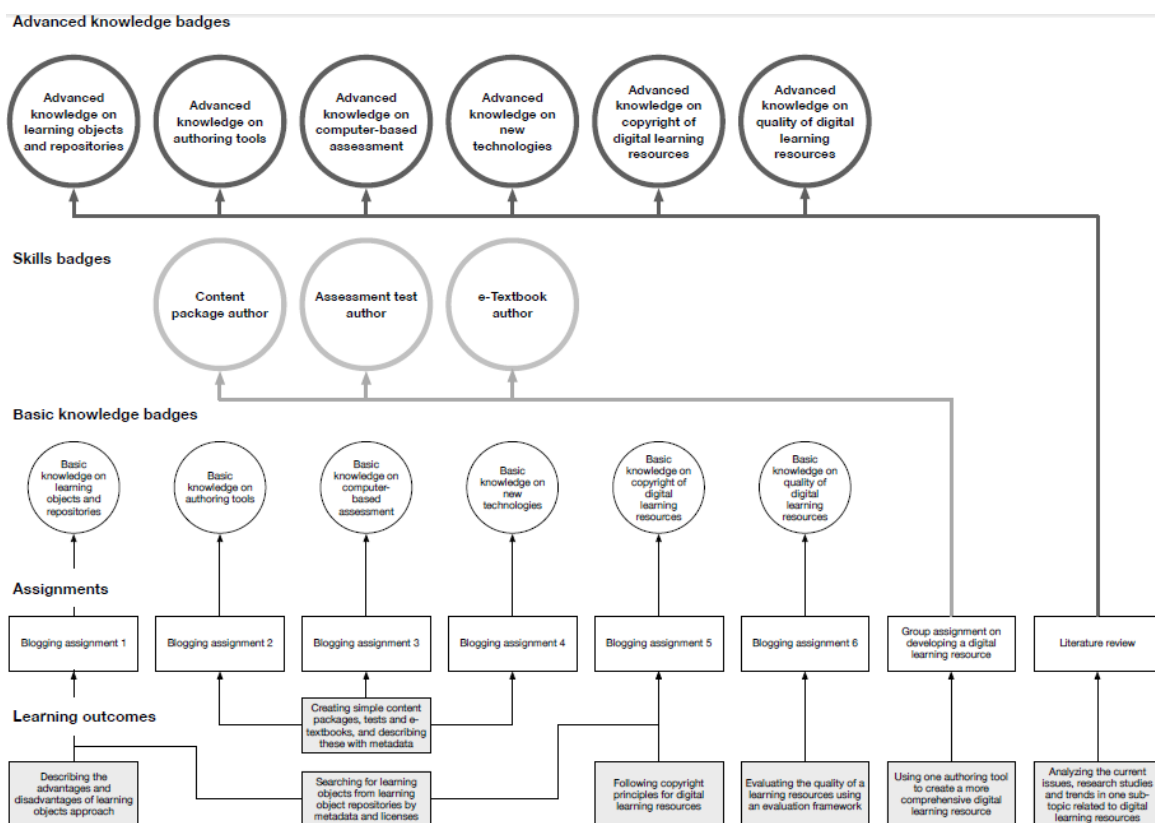 Advanced knowledge badges
Advanced
knowledge on
learning objects
and repositories
Advanced
knowledge on
authoring tools
Advanced
knowledge on
computer-based
assessment
Advanced
knowledge on
new
technologies
Advanced
knowledge on
copyright of
digital learning
resources
Advanced
knowledge on
quality of digital
learning
resources
Skills badges
Content
package author
Assessment test
author
e-Textbook
author
Basic knowledge badges
Basic
knowledge on
learning
objects and
repositories
Basic
knowledge on
authoring tools
Basic
knowledge on
computer-
based
assessment
Basic
knowledge on
new
technologies
Basic
knowledge on
copyright of
digital
learning
resources
Basic
knowledge on
quality of
digital
learning
resources
Assignments
Blogging assignment 1
Blogging assignment 2
Blogging assignment 3
Blogging assignment 4
Blogging assignment 5
Blogging assignment 6
Group assignment on
developing a digital
learning resource
Literature review
Learning outcomes
Creating simple content
packages, tests and e-
textbooks, and describing
these with metadata
Describing the
advantages and
disadvantages of learning
objects approach
Searching for learning
objects from learning
object repositories by
metadata and licenses
Following copyright
principles for digital
learning resources
Evaluating the quality of a
learning resources using
an evaluation framework
Using one authoring tool
to create a more
comprehensive digital
learning resource
Analyzing the current
issues, research studies
and trends in one sub-
topic related to digital
learning resources